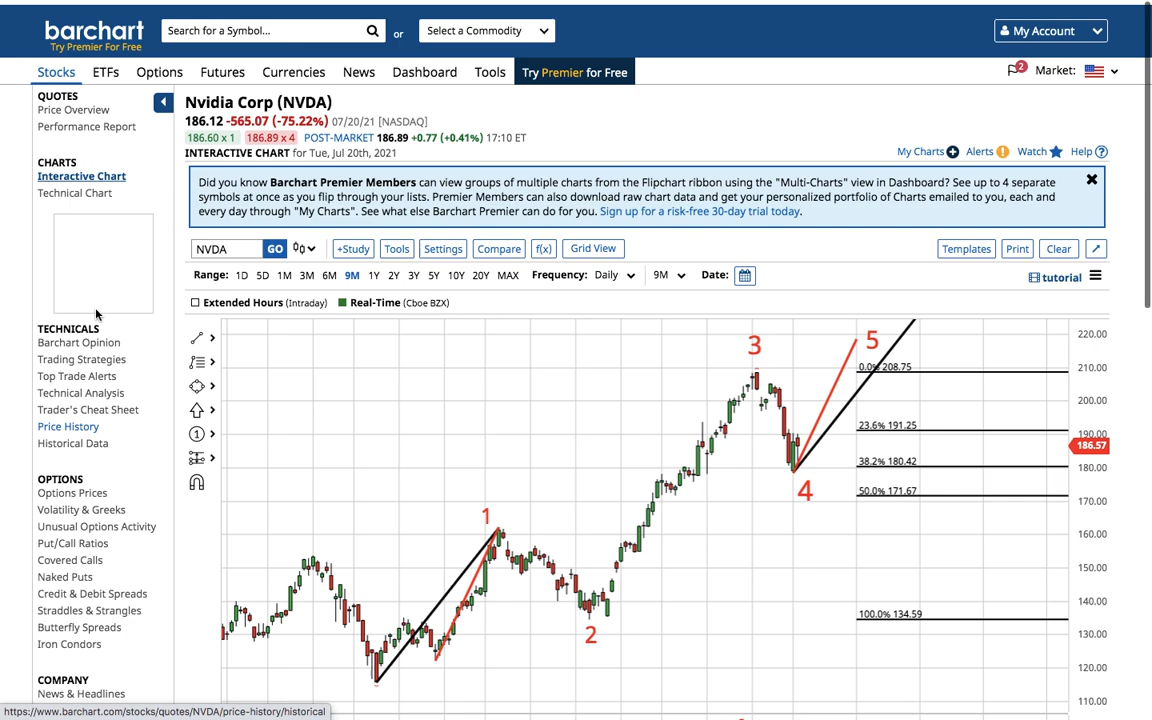 barchart
Try Premier For Free
Search for a Symbol...
or
Select a Commodity
My Account
Stocks ETFs Options Futures Currencies News Dashboard Tools Try Premier for Free
2 Market:
QUOTES
Price Overview
Performance Report
CHARTS
Interactive Chart
Technical Chart
TECHNICALS
Barchart Opinion
Trading Strategies
Top Trade Alerts
Technical Analysis
Trader's Cheat Sheet
Price History
Historical Data
OPTIONS
Options Prices
Volatility & Greeks
Unusual Options Activity
Put/Call Ratios
Covered Calls
Naked Puts
Credit & Debit Spreads
Straddles & Strangles
Butterfly Spreads
Iron Condors
COMPANY
News & Headlines
https://www.barchart.com/stocks/quotes/NVDA/price-history/historical
Nvidia Corp (NVDA)
186.12 -565.07 (-75.22%) 07/20/21 [NASDAQ]
186.60 x 1 186.89 x 4 POST-MARKET 186.89 +0.77 (+0.41%) 17:10 ET
INTERACTIVE CHART for Tue, Jul 20th, 2021
My Charts Alerts Watch Help
Did you know Barchart Premier Members can view groups of multiple charts from the Flipchart ribbon using the "Multi-Charts" view in Dashboard? See up to 4 separate
symbols at once as you flip through your lists. Premier Members can also download raw chart data and get your personalized portfolio of Charts emailed to you, each and
every day through "My Charts". See what else Barchart Premier can do for you. Sign up for a risk-free 30-day trial today.
NVDA GO +Study Tools Settings Compare f(x) Grid View Templates Print Clear
Range: 1D 5D 1M 3M 6M 9M 1Y 2Y 3Y 5Y 10Y 20Y MAX Frequency: Daily 9M Date:
tutorial
Extended Hours (Intraday) Real-Time (Cboe BZX)
220.00
210.00
200.00
190.00
186.57
180.00
170.00
160.00
150.00
140.00
130.00
120.00
110.00
0.0% 208.75
23.6% 191.25
38.2% 180.42
50.0% 171.67
100.0% 134.59
1
2
3
4
5